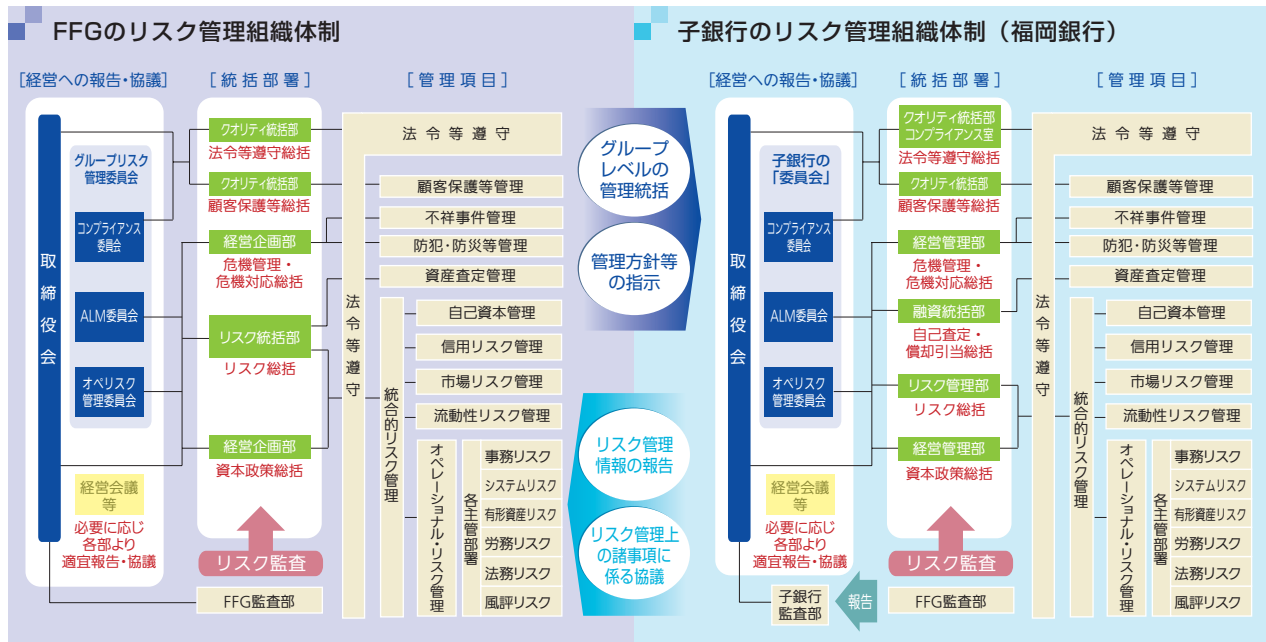 FFGのリスク管理組織体制
［経営への報告・協議］
［統括部署］
［管理項目］
取締役会
グループリスク
管理委員会
コンプライアンス
委員会
ALM委員会
オペリスク
管理委員会
経営会議
等
必要に応じ
各部より
適宜報告・協議
クオリティ統括部
法令等遵守総括
クオリティ統括部
顧客保護等総括
経営企画部
危機管理・
危機対応総括
リスク統括部
リスク総括
経営企画部
資本政策総括
リスク監査
FFG監査部
法令等遵守
法令等遵守
顧客保護等管理
不祥事件管理
防犯・防災等管理
資産査定管理
統合的リスク管理
自己資本管理
信用リスク管理
市場リスク管理
流動性リスク管理
オペレーショナル・リスク管理
各主管部署
事務リスク
システムリスク
有形資産リスク
労務リスク
法務リスク
風評リスク
グループ
レベルの
管理統括
管理方針等
の指示
リスク管理
情報の報告
リスク管理上
の諸事項に
係る協議
子銀行のリスク管理組織体制（福岡銀行）
［経営への報告・協議］
［統括部署］
［管理項目］
取締役会
子銀行の
「委員会」
コンプライアンス
委員会
ALM委員会
オペリスク
管理委員会
経営会議
等
必要に応じ
各部より
適宜報告・協議
子銀行
監査部
報告
クオリティ統括部
コンプライアンス室
法令等遵守総括
クオリティ統括部
顧客保護等総括
経営管理部
危機管理・
危機対応総括
融資統括部
自己査定・
償却引当総括
リスク管理部
リスク総括
経営管理部
資本政策総括
リスク監査
FFG監査部
法令等遵守
法令等遵守
顧客保護等管理
不祥事件管理
防犯・防災等管理
資産査定管理
統合的リスク管理
自己資本管理
信用リスク管理
市場リスク管理
流動性リスク管理
オペレーショナル・リスク管理
各主管部署
事務リスク
システムリスク
有形資産リスク
労務リスク
法務リスク
風評リスク